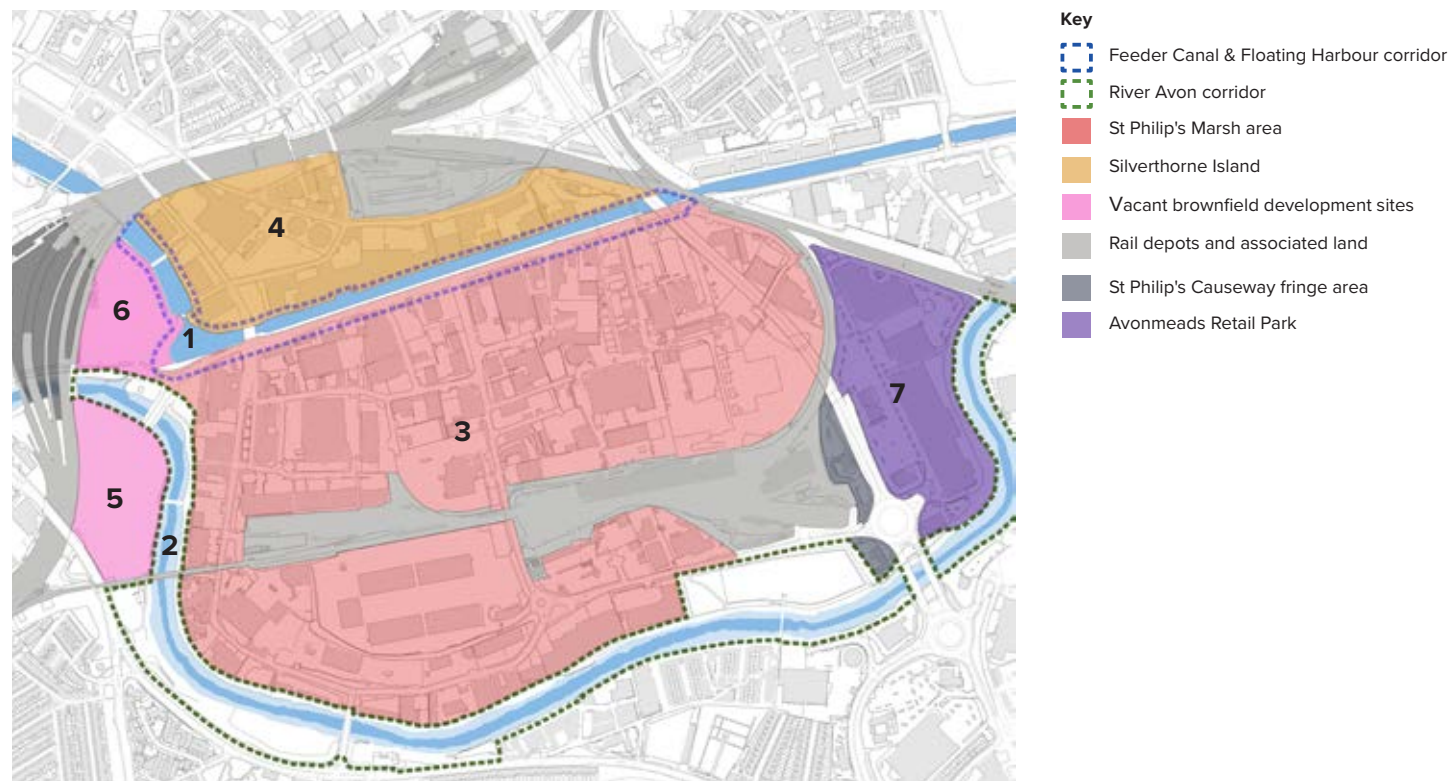 Key
Feeder Canal & Floating Harbour corridor
River Avon corridor
St Philip's Marsh area
Silverthorne Island
Vacant brownfield development sites
Rail depots and associated land
St Philip's Causeway fringe area
Avonmeads Retail Park
4
6
1
7
3
5
2